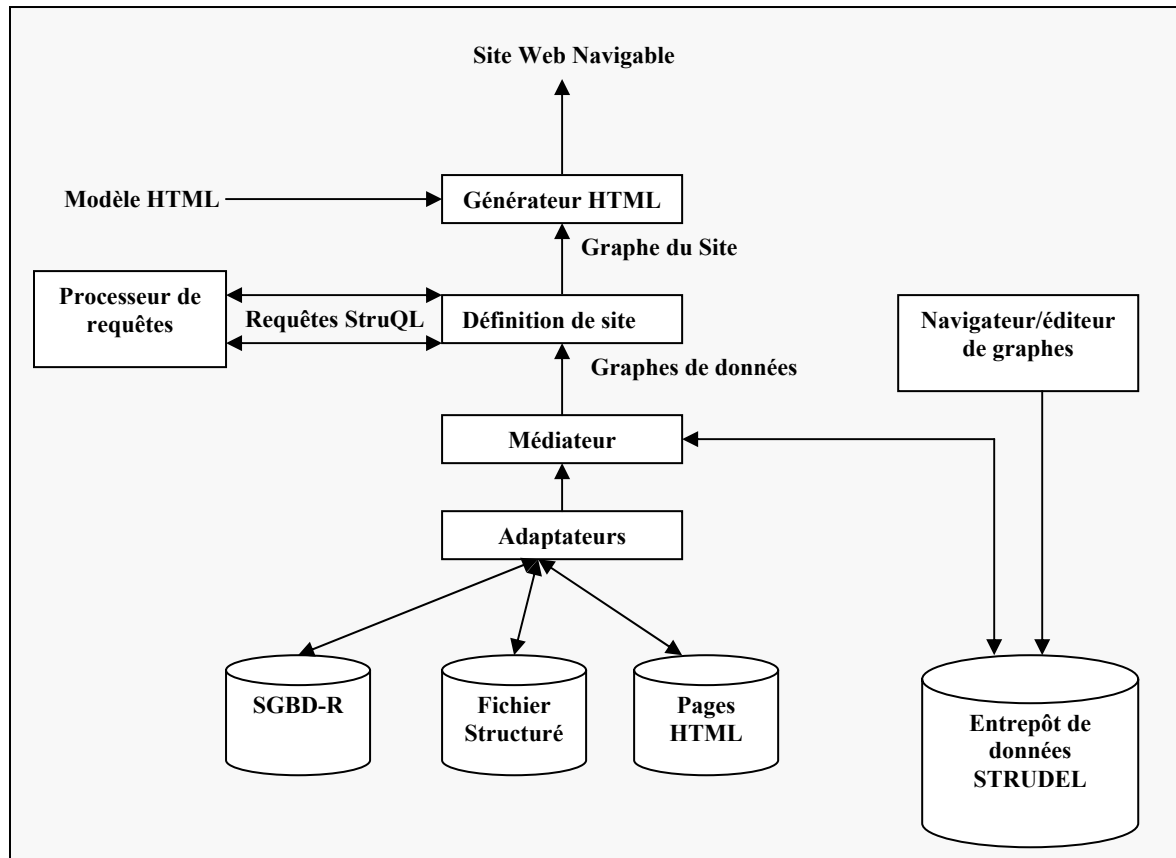 Site Web Navigable
Modèle HTML
Générateur HTML
Graphe du Site
Processeur de
requêtes
Requêtes StruQL
Définition de site
Navigateur/éditeur
de graphes
Graphes de données
Médiateur
Adaptateurs
SGBD-R
Fichier
Structuré
Pages
HTML
Entrepôt de
données
STRUDEL